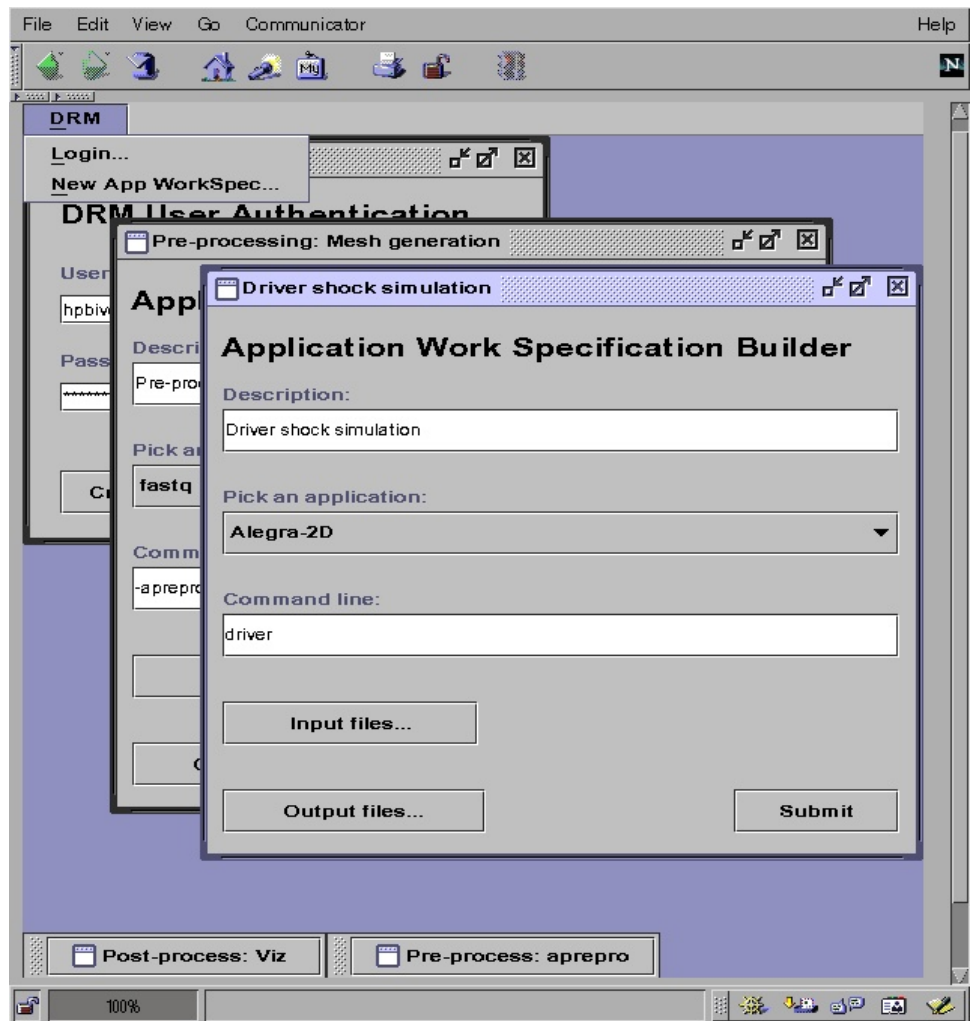 File Edit View Go Communicator Help
My
N
DRM
Login...
New App WorkSpec...
DRM User Authentication
User
hpbiv
Pass
*******
Pre-processing: Mesh generation
App
Descri
Pre-pro
Pick a
fastq
Comm
-aprepro
Driver shock simulation
Application Work Specification Builder
Description:
Driver shock simulation
Pick an application:
Alegra-2D
Command line:
driver
Input files...
Output files...
Submit
Post-process: Viz
Pre-process: aprepro
100%